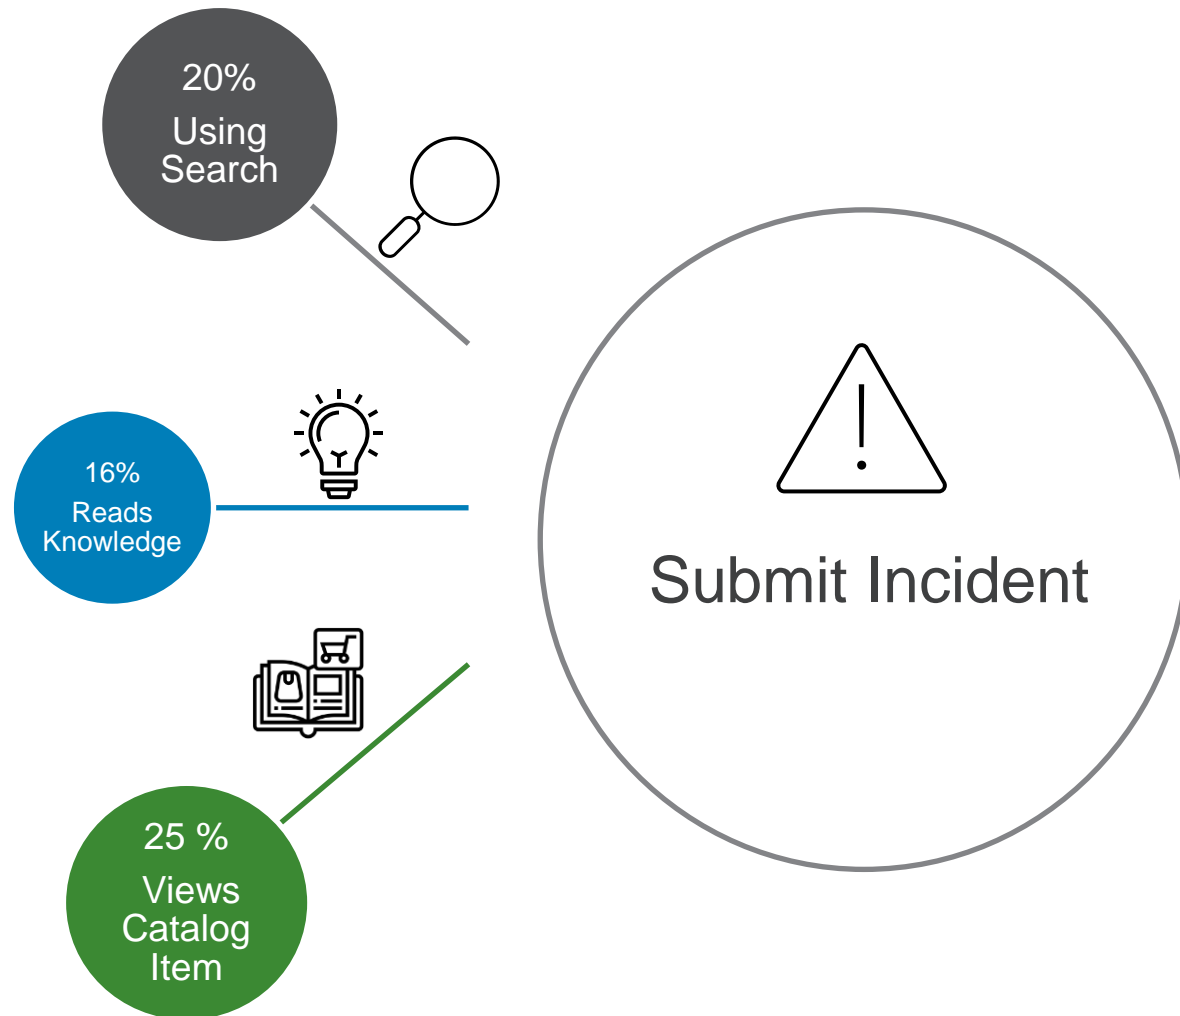 20%
Using
Search
16%
Reads
Knowledge
Submit Incident
25 %
Views
Catalog
Item